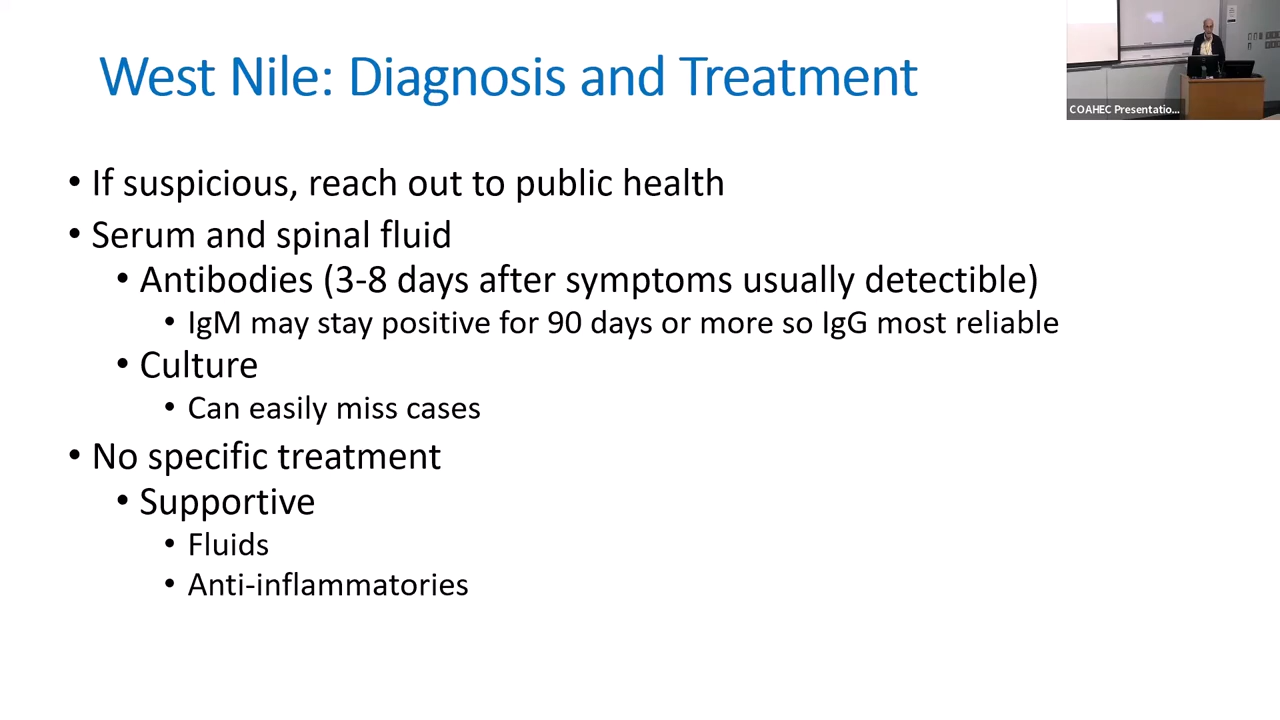 West Nile: Diagnosis and Treatment
COAHEC Presentatio...
• If suspicious, reach out to public health
• Serum and spinal fluid
• Antibodies (3-8 days after symptoms usually detectible)
• IgM may stay positive for 90 days or more so IgG most reliable
• Culture
• Can easily miss cases
• No specific treatment
• Supportive
• Fluids
• Anti-inflammatories